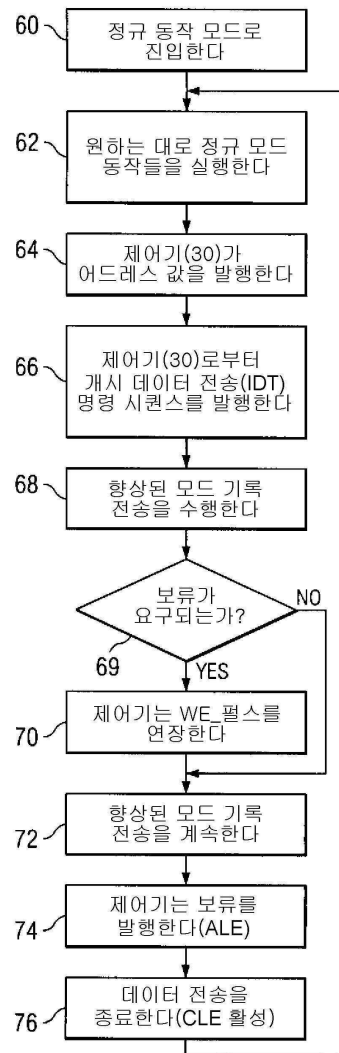 60
정규 동작 모드로
진입한다
62
원하는 대로 정규 모드
동작들을 실행한다
64
제어기(30)가
어드레스 값을 발행한다
66
제어기(30)로부터
개시 데이터 전송(IDT)
명령 시퀀스를 발행한다
68
향상된 모드 기록
전송을 수행한다
보류가
요구되는가?
NO
69
YES
70
제어기는 WE_펄스를
연장한다
72
향상된 모드 기록
전송을 계속한다
74
제어기는 보류를
발행한다(ALE)
76
데이터 전송을
종료한다(CLE 활성)